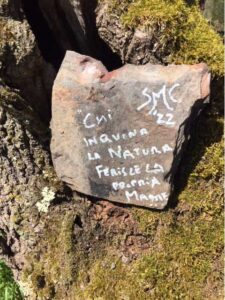 SMC
'22
"Chi
INQUINA
LA NATURA
FERISCE LA
PROPRIA
MADRE